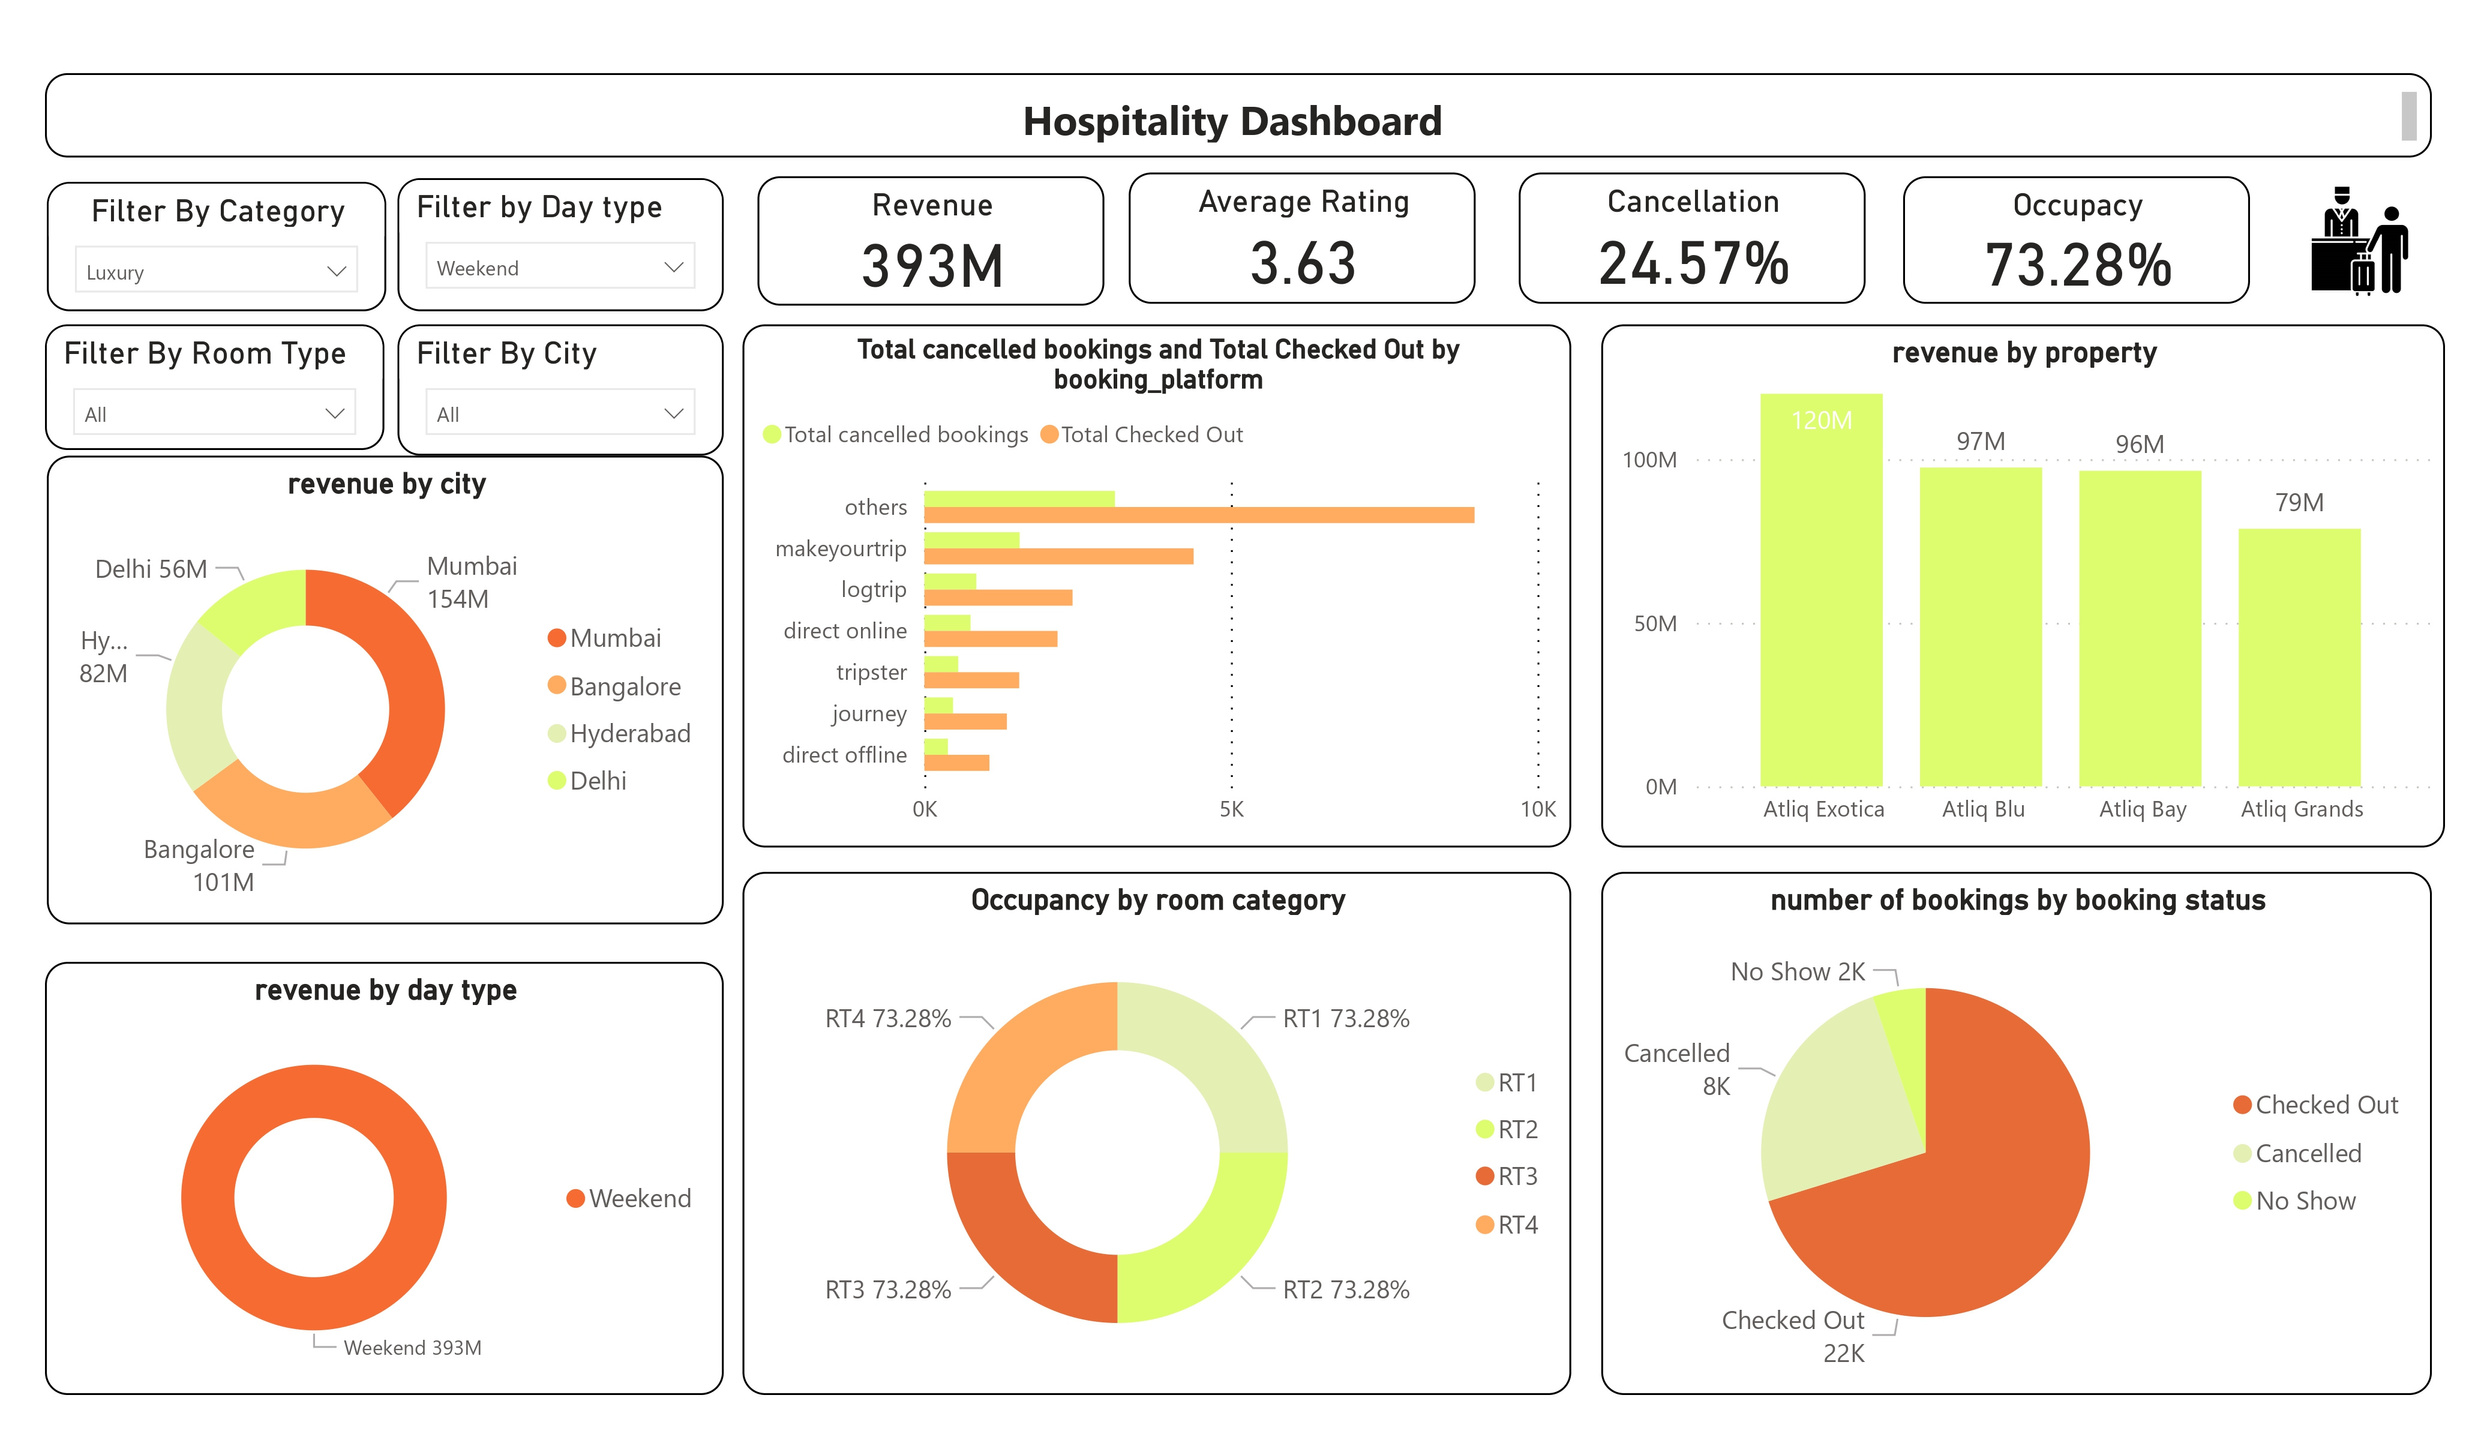 Hospitality Dashboard
Filter By Category
Luxury
Filter by Day type
Weekend
Revenue
393M
Average Rating
3.63
Cancellation
24.57%
Occupacy
73.28%
Filter By Room Type
All
Filter By City
All
revenue by city
Delhi 56M
Mumbai
154M
Hy...
82M
Bangalore
101M
Mumbai
Bangalore
Hyderabad
Delhi
Total cancelled bookings and Total Checked Out by
booking_platform
Total cancelled bookings
Total Checked Out
others
makeyourtrip
logtrip
direct online
tripster
journey
direct offline
0K
5K
10K
revenue by property
100M
50M
0M
120M
97M
96M
79M
Atliq Exotica
Atliq Blu
Atliq Bay
Atliq Grands
revenue by day type
Weekend
Weekend 393M
Occupancy by room category
RT4 73.28%
RT1 73.28%
RT3 73.28%
RT2 73.28%
RT1
RT2
RT3
RT4
number of bookings by booking status
No Show 2K
Cancelled
8K
Checked Out
22K
Checked Out
Cancelled
No Show